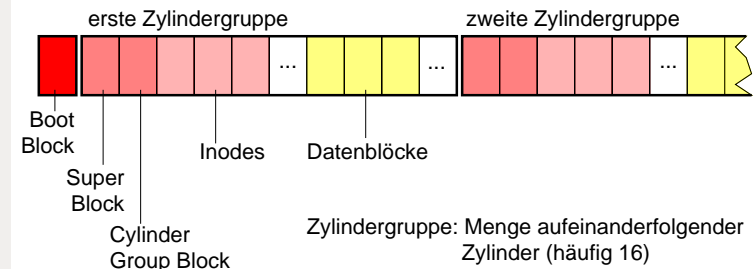 erste Zylindergruppe
zweite Zylindergruppe
...
...
...
Boot
Block
Inodes
Datenblöcke
Super
Block
Cylinder
Group Block
Zylindergruppe: Menge aufeinanderfolgender
Zylinder (häufig 16)